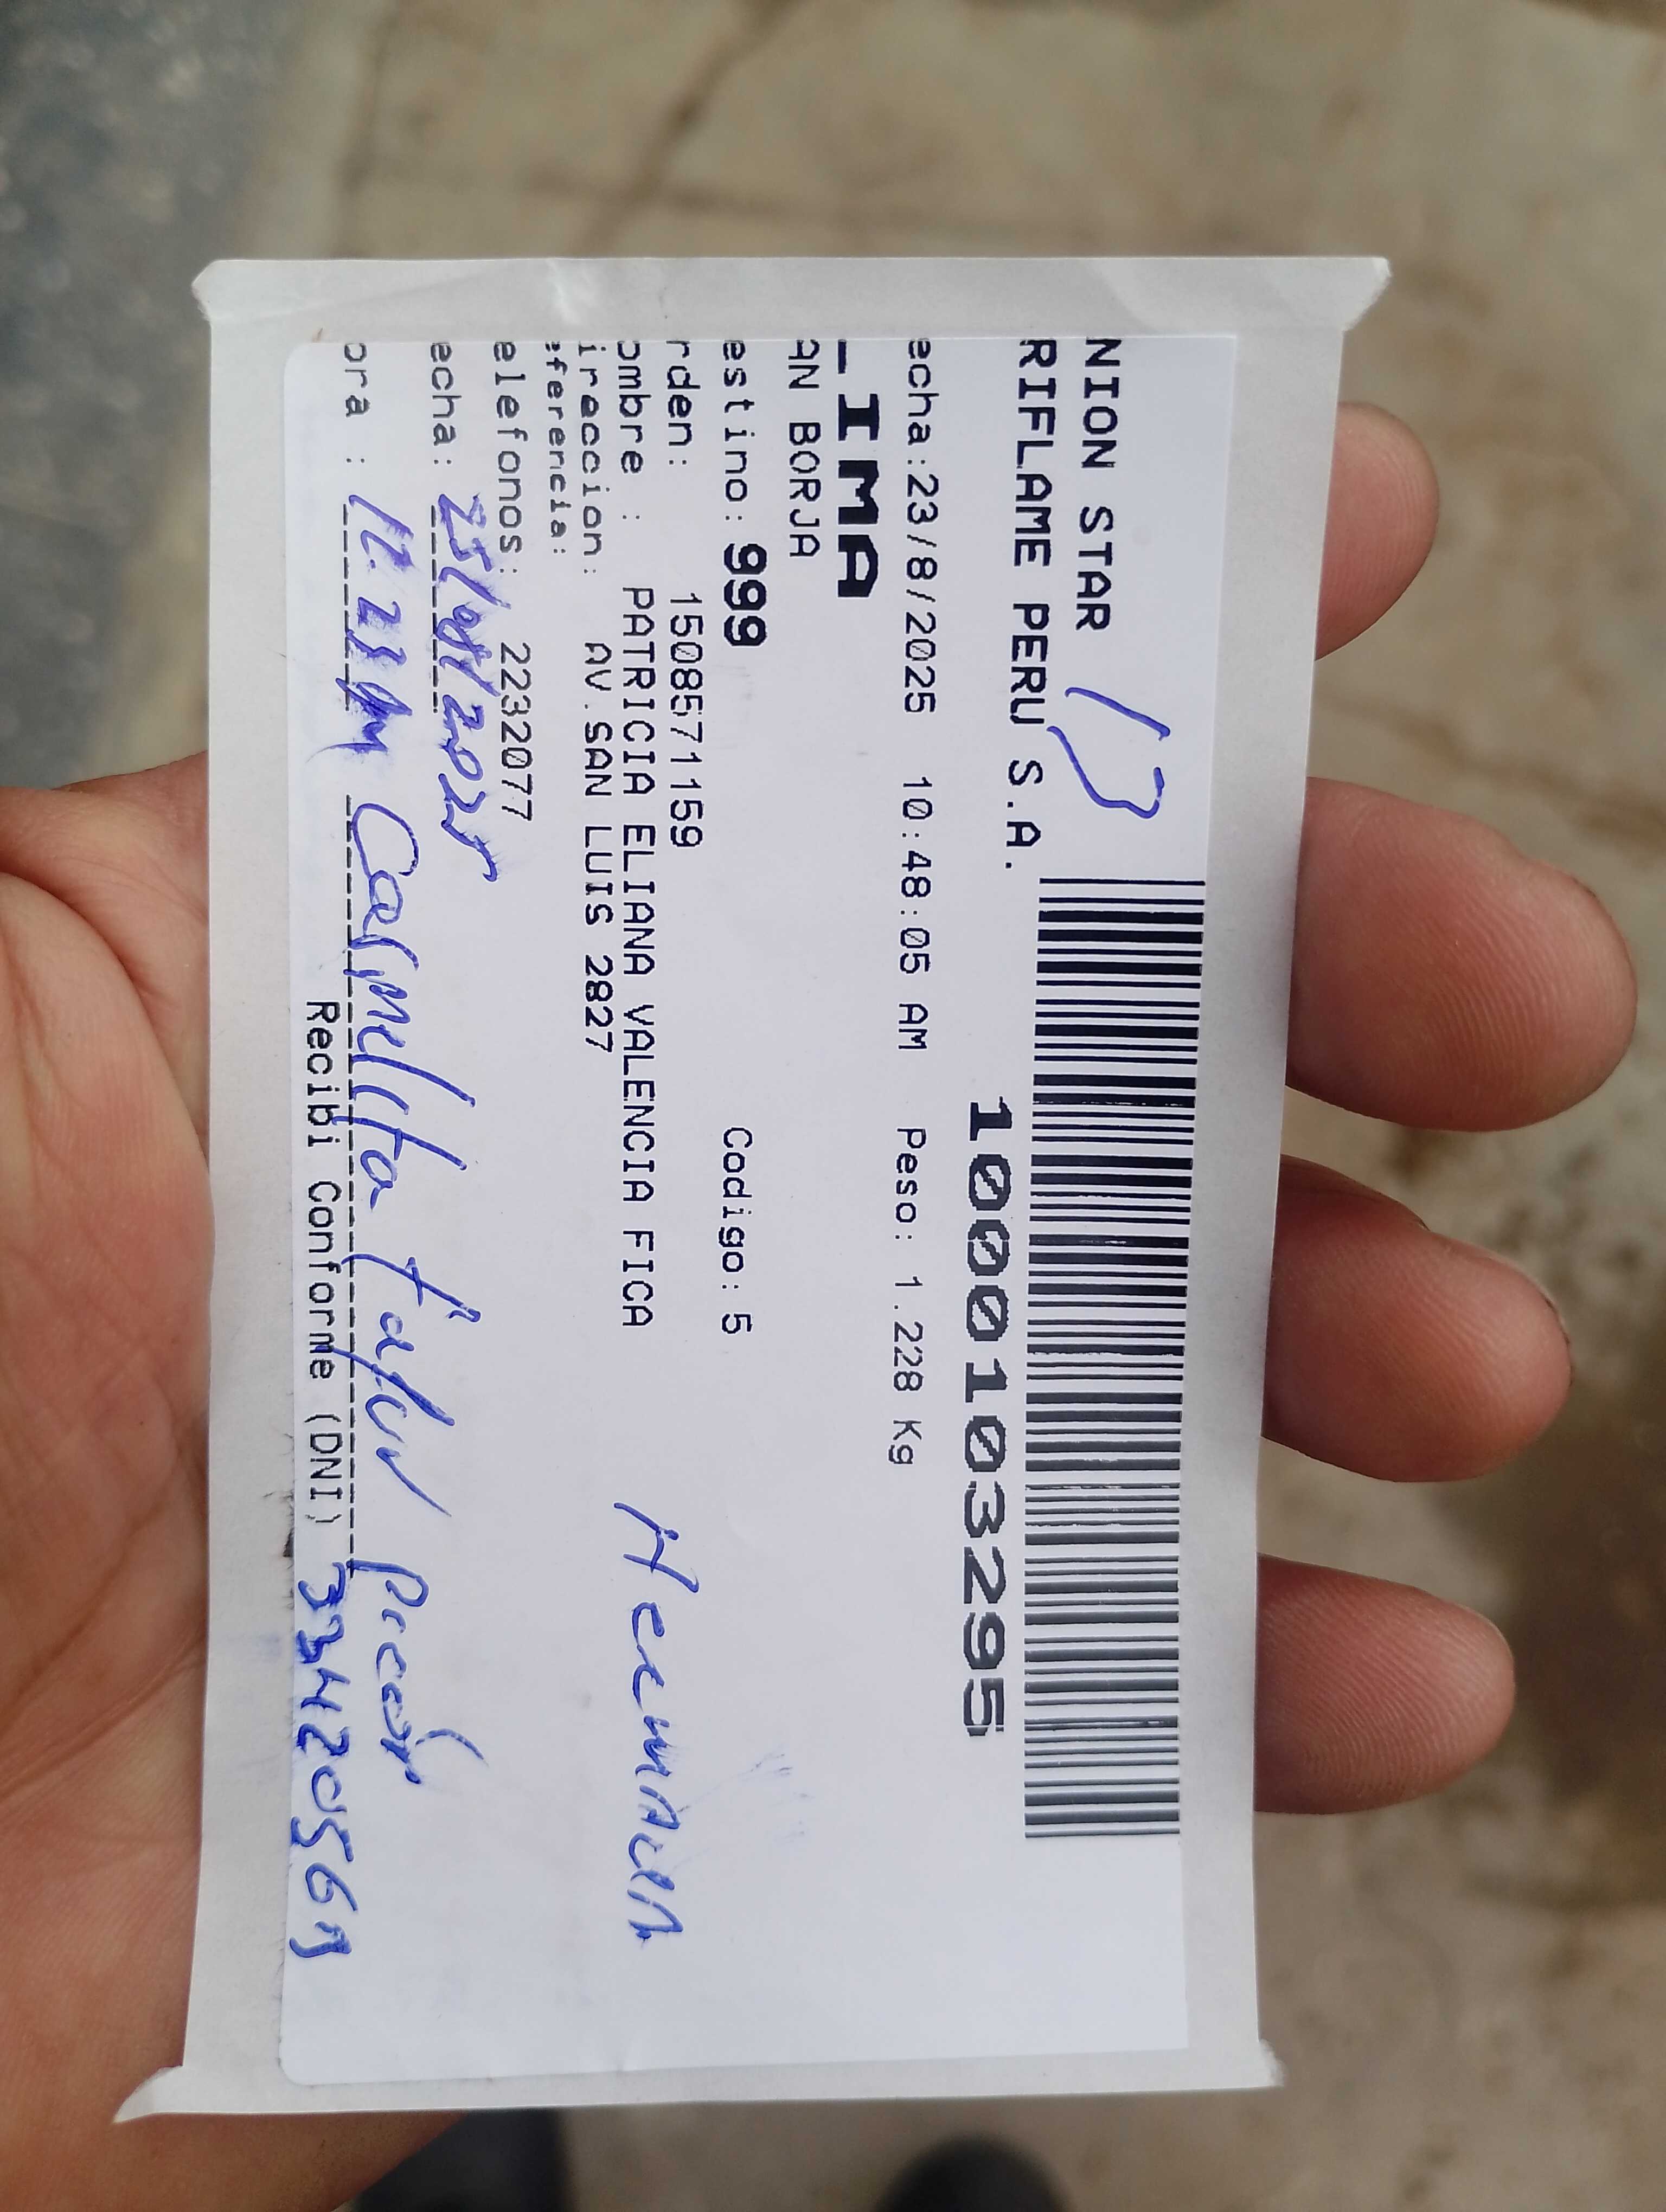 NION STAR 13
RIFLAME PERU S.A.
1000103295
echa:23/8/2025 10:48:05 AM Peso: 1.228 Kg
LIMA
AN BORJA
estino: 999 Codigo: 5
rden: 1508571159
ombre : PATRICIA ELIANA VALENCIA FICA
ireccion: AV.SAN LUIS 2827
eferencia:
elefonos: 2232077
echa: 25/08/2025
ora :
Recibi Conforme (DNI)